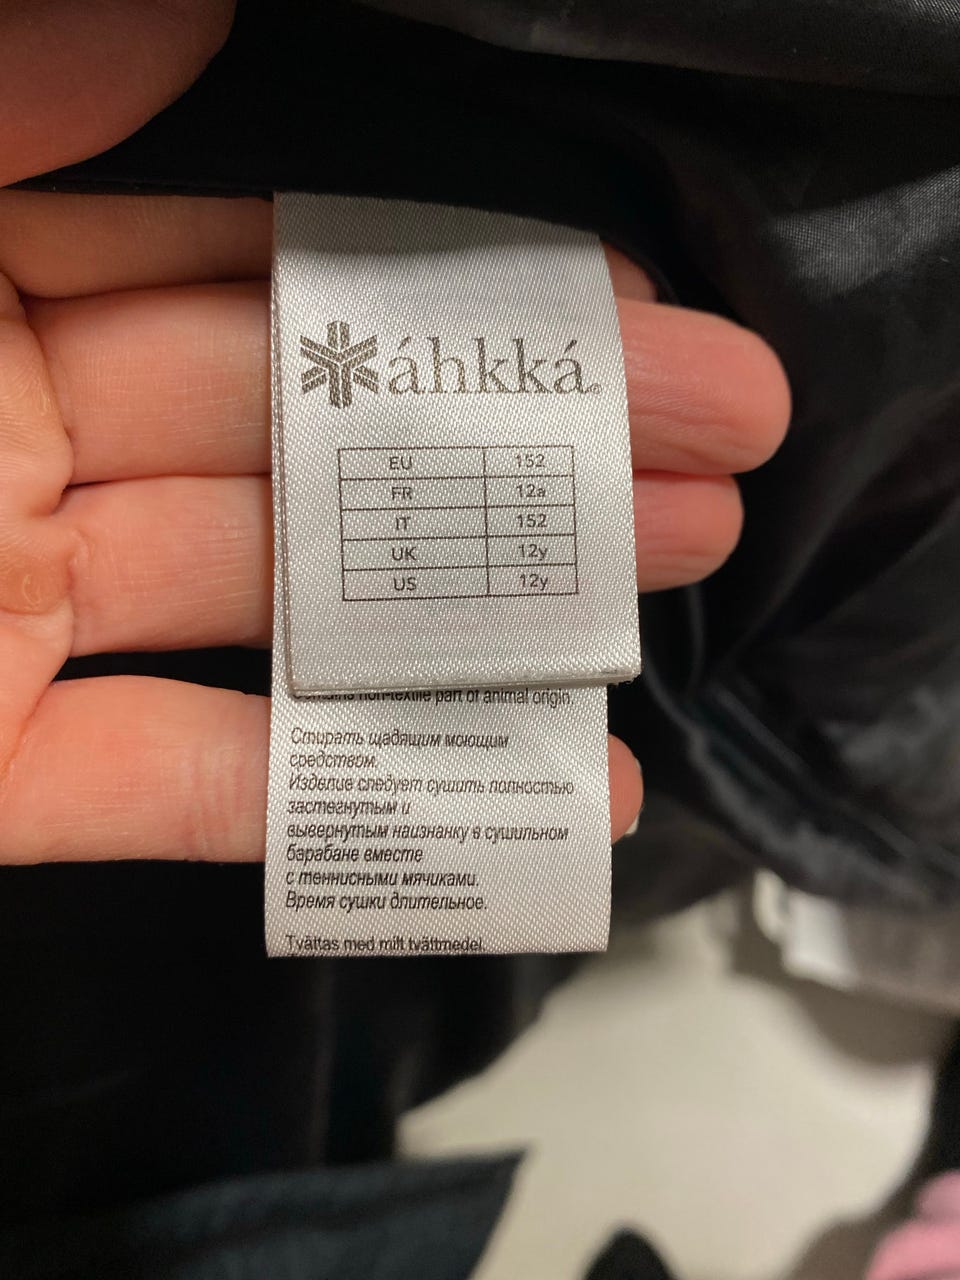 áhkká®
EU 152
FR 12a
IT 152
UK 12y
US 12y
Contains non-textile part of animal origin.
Стирать щадящим моющим
средством.
Изделие следует сушить полностью
застегнутым и
вывернутым наизнанку в сушильном
барабане вместе
с теннисными мячиками.
Время сушки длительное.
Tvättas med milt tvättmedel.